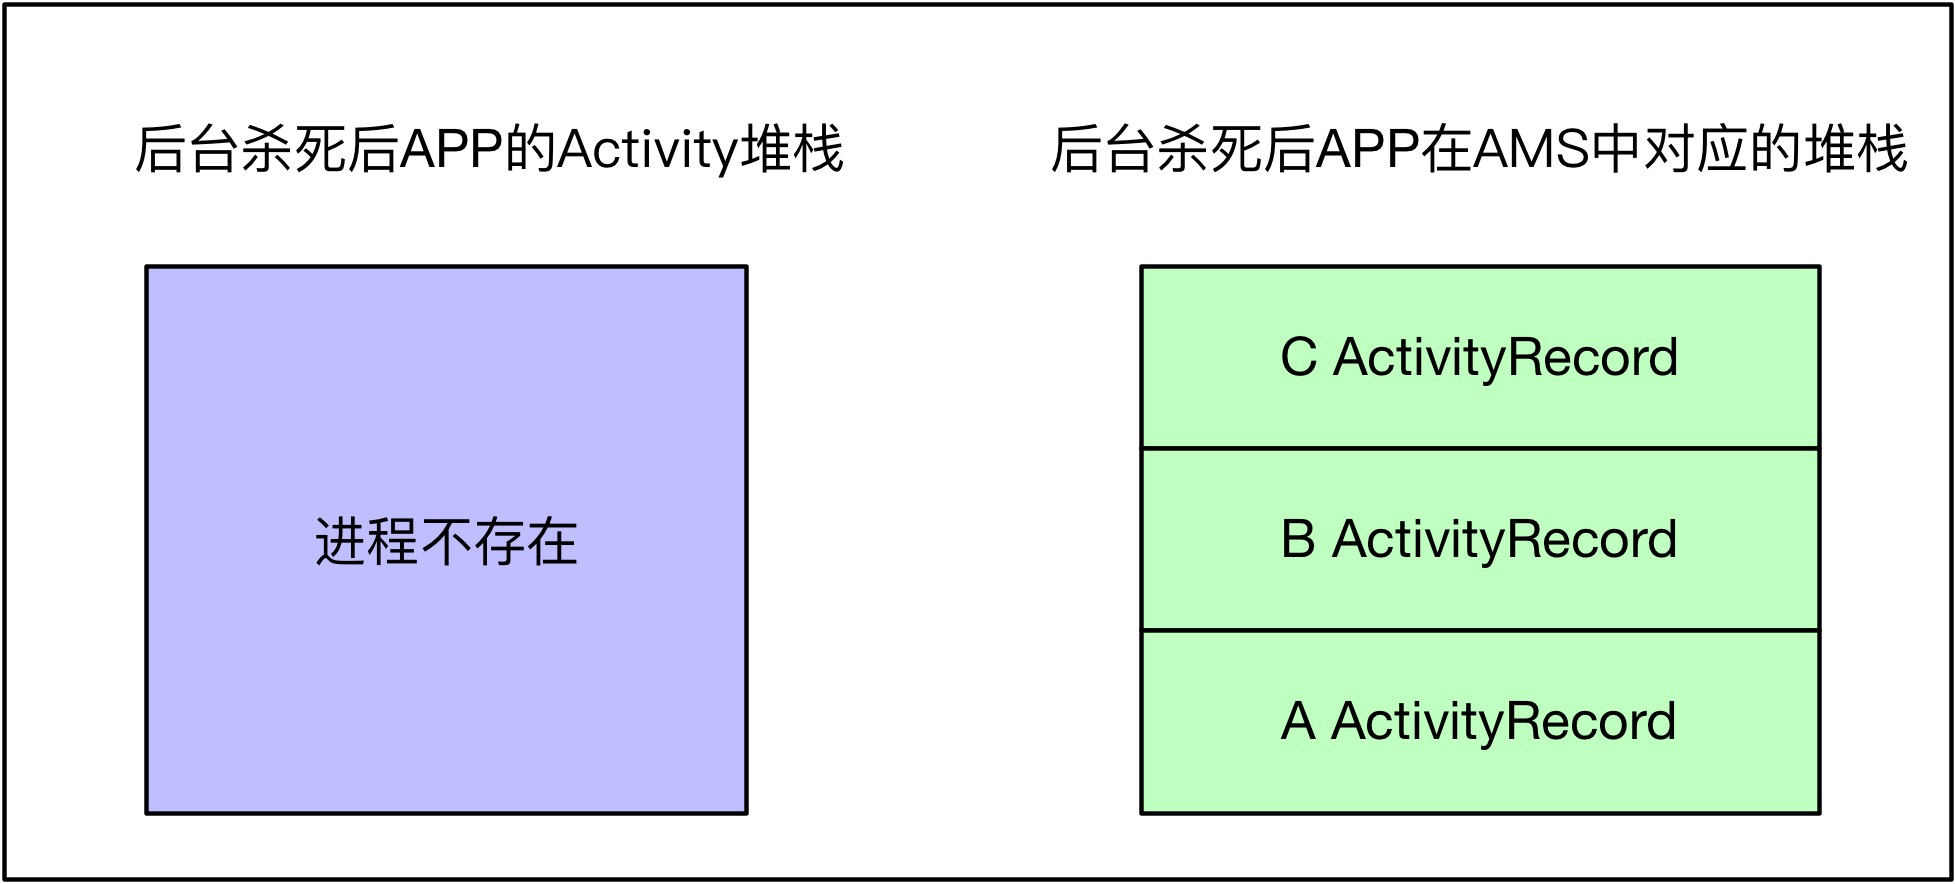 后台杀死后APP的Activity堆栈
后台杀死后APP在AMS中对应的堆栈
进程不存在
C ActivityRecord
B ActivityRecord
A ActivityRecord